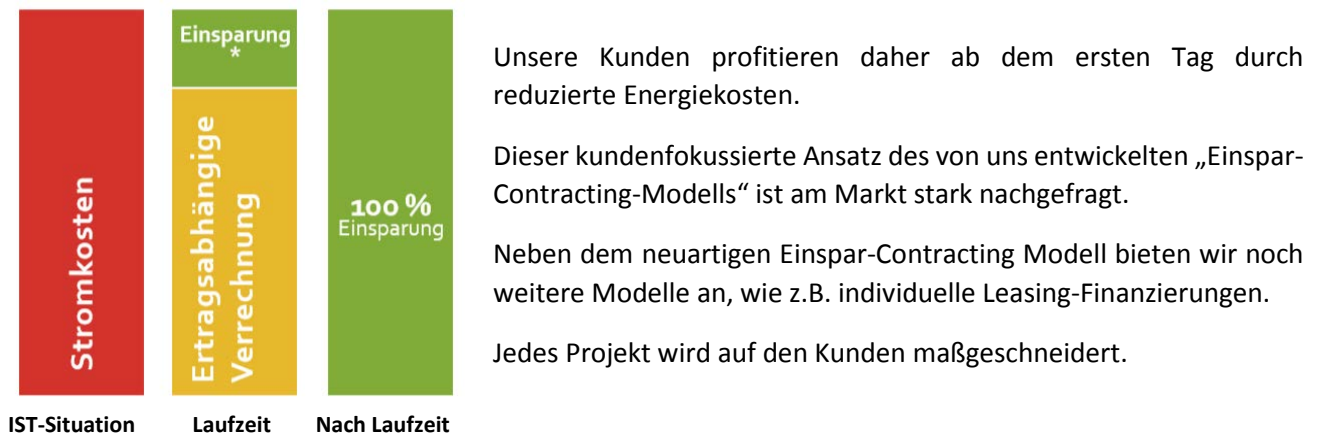 Stromkosten
Einsparung
*
Ertragsabhängige
Verrechnung
100 %
Einsparung
IST-Situation
Laufzeit
Nach Laufzeit
Unsere Kunden profitieren daher ab dem ersten Tag durch
reduzierte Energiekosten.
Dieser kundenfokussierte Ansatz des von uns entwickelten „Einspar-
Contracting-Modells“ ist am Markt stark nachgefragt.
Neben dem neuartigen Einspar-Contracting Modell bieten wir noch
weitere Modelle an, wie z.B. individuelle Leasing-Finanzierungen.
Jedes Projekt wird auf den Kunden maßgeschneidert.